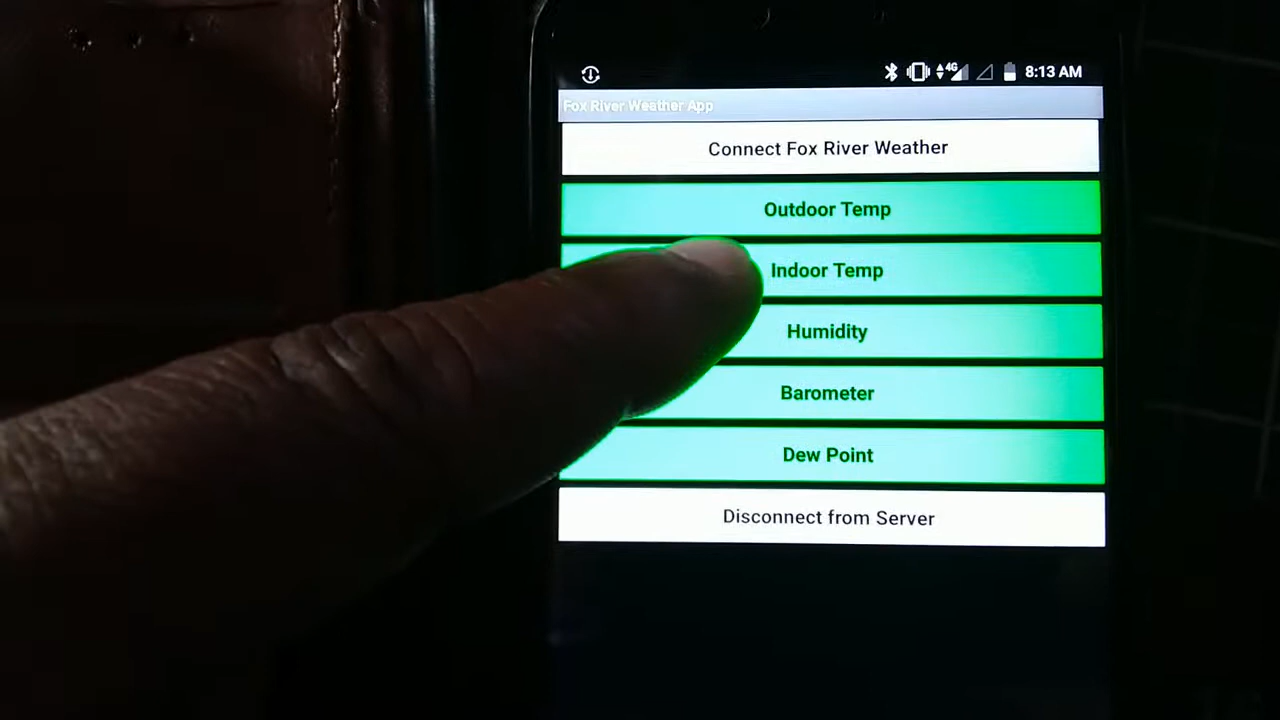 4G 8:13 AM
Fox River Weather App
Connect Fox River Weather
Outdoor Temp
Indoor Temp
Humidity
Barometer
Dew Point
Disconnect from Server